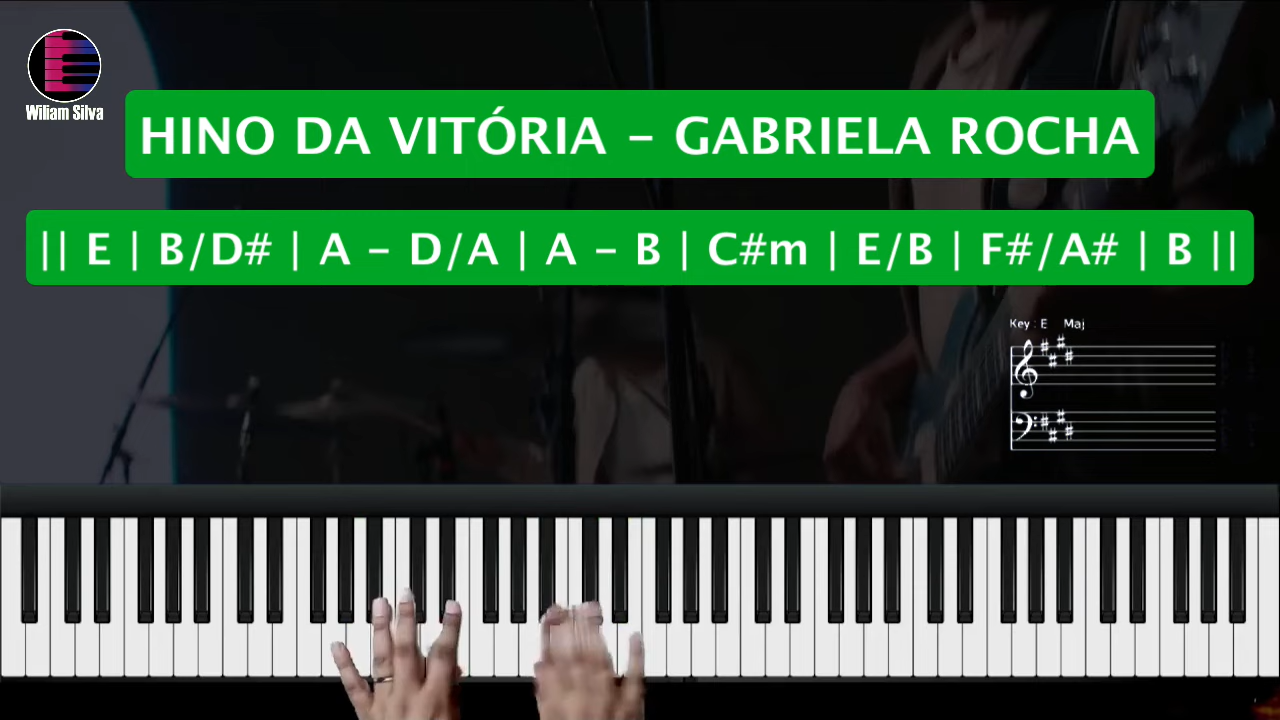 Wiliam Silva
HINO DA VITÓRIA - GABRIELA ROCHA
|| E | B/D# | A - D/A | A - B | C#m | E/B | F#/A# | B ||
Key : E Maj